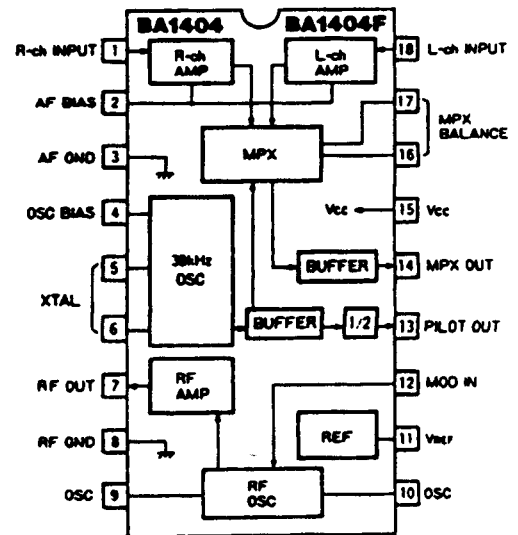 BA1404 BA1404F
R-ch INPUT 1
R-ch AMP
L-ch AMP
18 L-ch INPUT
AF BIAS 2
17
MPX BALANCE
16
AF GND 3
MPX
OSC BIAS 4
Vcc
15 Vcc
5
XTAL
6
38kHz OSC
BUFFER
14 MPX OUT
BUFFER
1/2
13 PILOT OUT
RF OUT 7
RF AMP
12 MOD IN
RF GND 8
REF
11 VREF
OSC 9
RF OSC
10 OSC